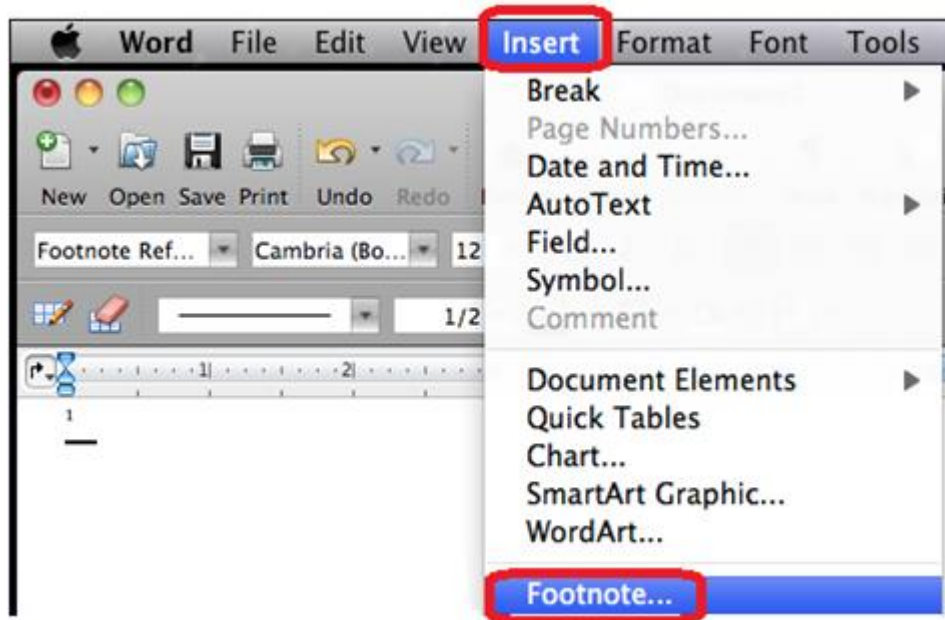 Word File Edit View Insert Format Font Tools
Break
Page Numbers...
Date and Time...
AutoText
Field...
Symbol...
Comment
Document Elements
Quick Tables
Chart...
SmartArt Graphic...
WordArt...
Footnote...
New Open Save Print Undo Redo
Footnote Ref... Cambria (Bo... 12
1/2
1 2
1